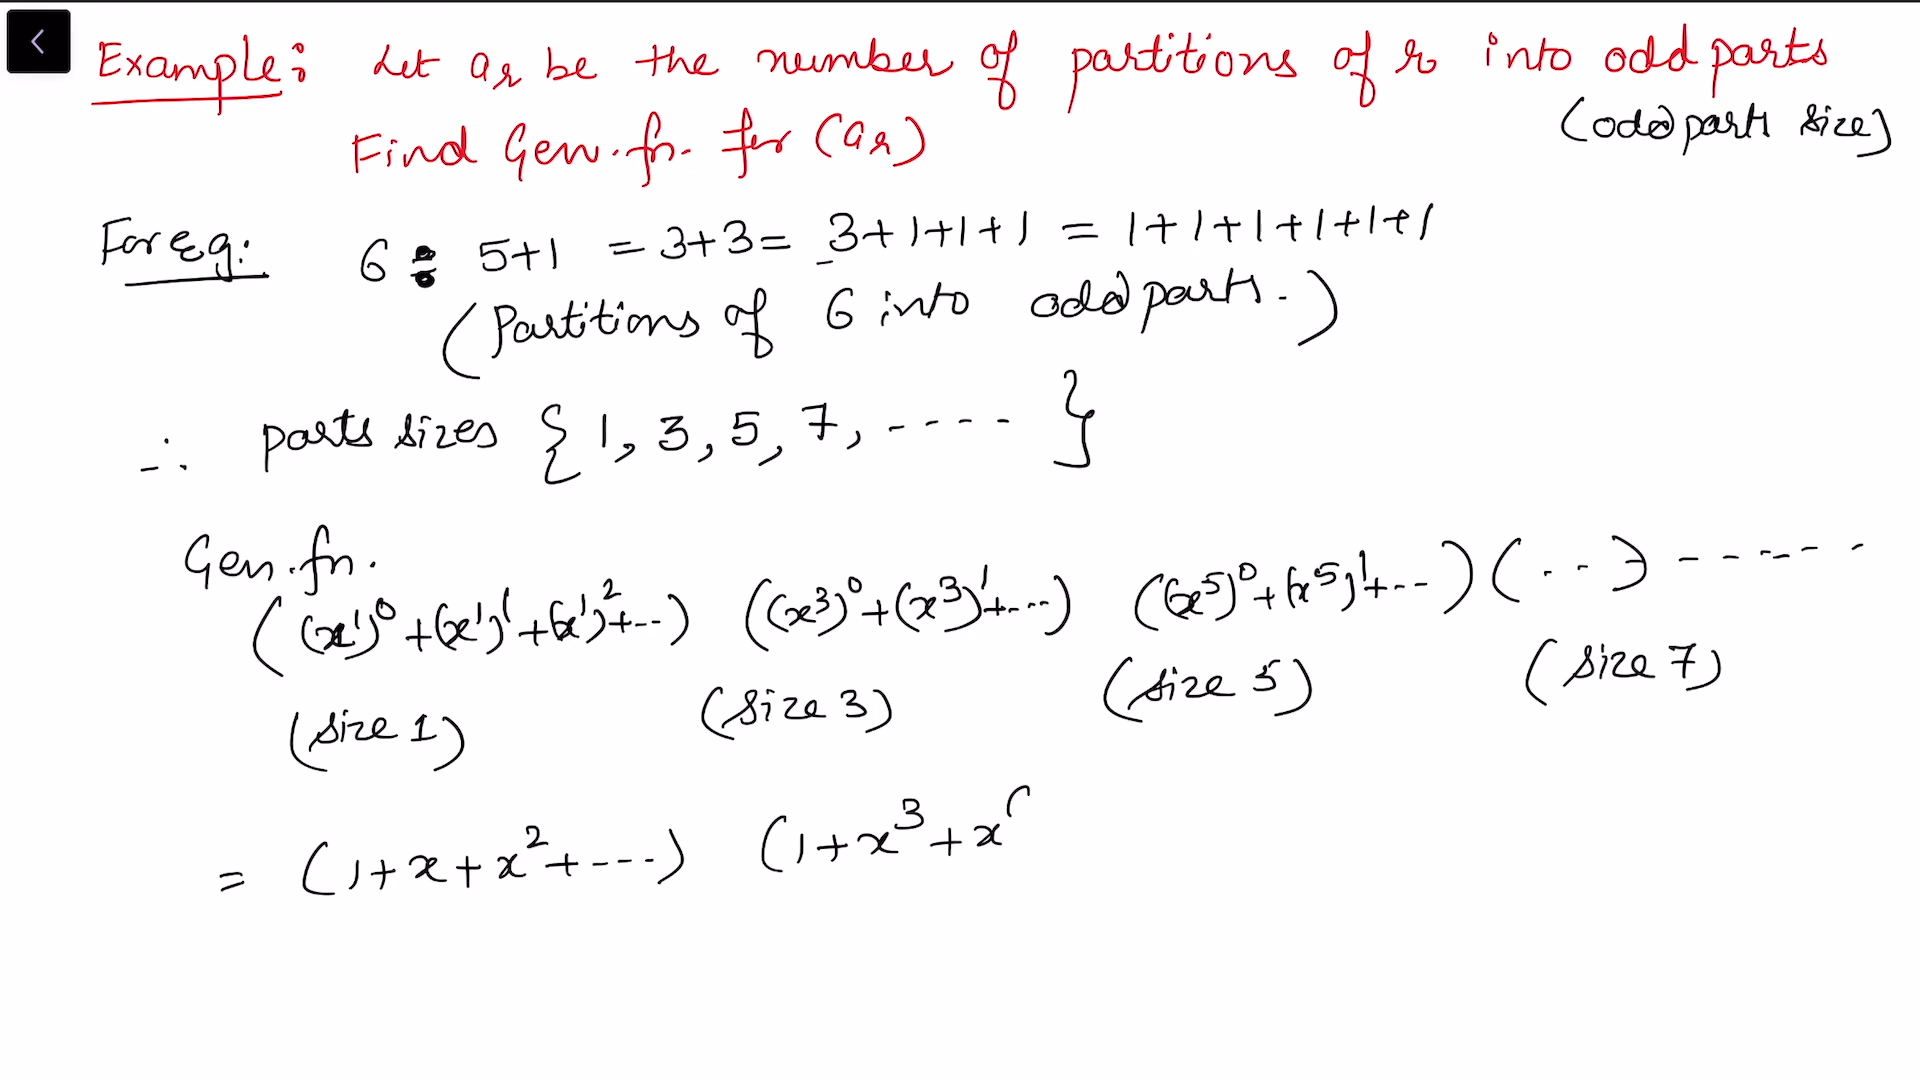 Example: Let aᵣ be the number of partitions of r into odd parts
(odd part size)
Find Gen. fn. for (aᵣ)
For Eg: 6 : 5+1 = 3+3 = 3+1+1+1 = 1+1+1+1+1+1
(Partitions of 6 into odd parts.)
∴ parts sizes {1, 3, 5, 7, ---- }
Gen. fn.
((x¹)⁰+(x¹)¹+(x¹)²+...) ((x³)⁰+(x³)¹+...) ((x⁵)⁰+(x⁵)¹+...) (...) ------
(size 1) (size 3) (size 5) (size 7)
= (1+x+x²+---) (1+x³+x